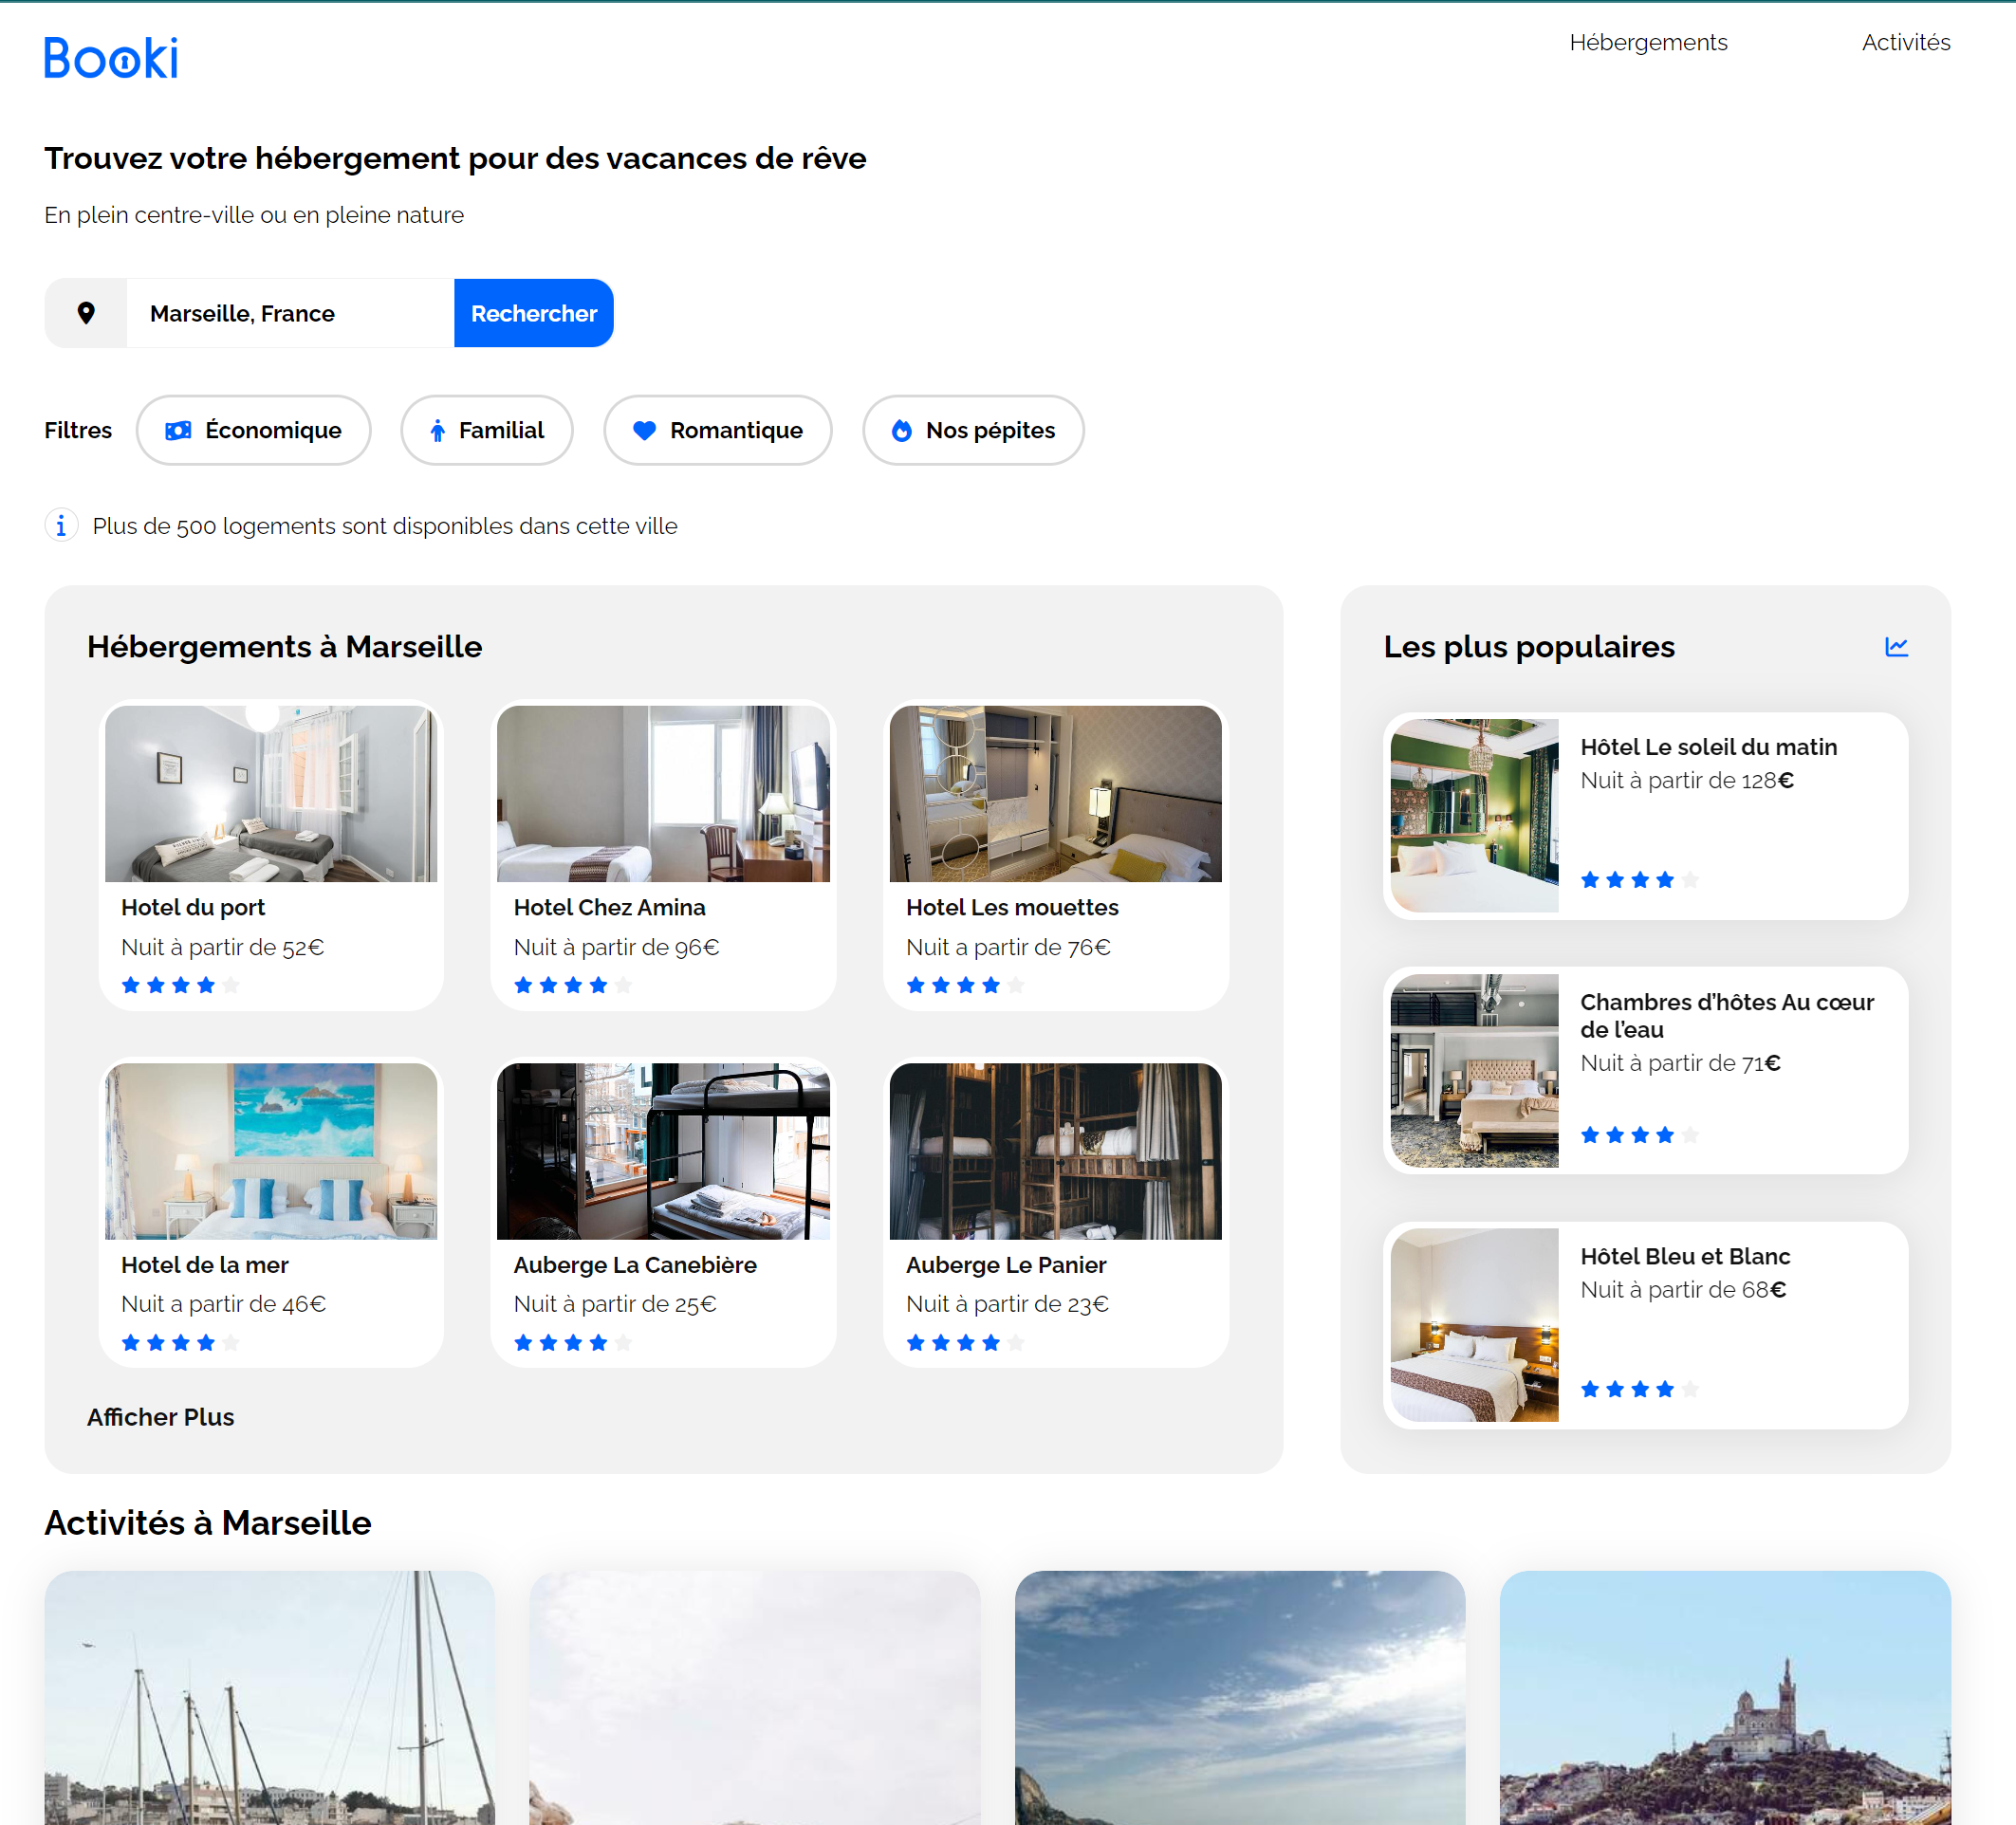 Booki
Hébergements
Activités
Trouvez votre hébergement pour des vacances de rêve
En plein centre-ville ou en pleine nature
Marseille, France
Rechercher
Filtres
Économique
Familial
Romantique
Nos pépites
Plus de 500 logements sont disponibles dans cette ville
Hébergements à Marseille
Hotel du port
Nuit à partir de 52€
Hotel Chez Amina
Nuit à partir de 96€
Hotel Les mouettes
Nuit a partir de 76€
Hotel de la mer
Nuit a partir de 46€
Auberge La Canebière
Nuit à partir de 25€
Auberge Le Panier
Nuit à partir de 23€
Afficher Plus
Les plus populaires
Hôtel Le soleil du matin
Nuit à partir de 128€
Chambres d’hôtes Au cœur
de l’eau
Nuit à partir de 71€
Hôtel Bleu et Blanc
Nuit à partir de 68€
Activités à Marseille